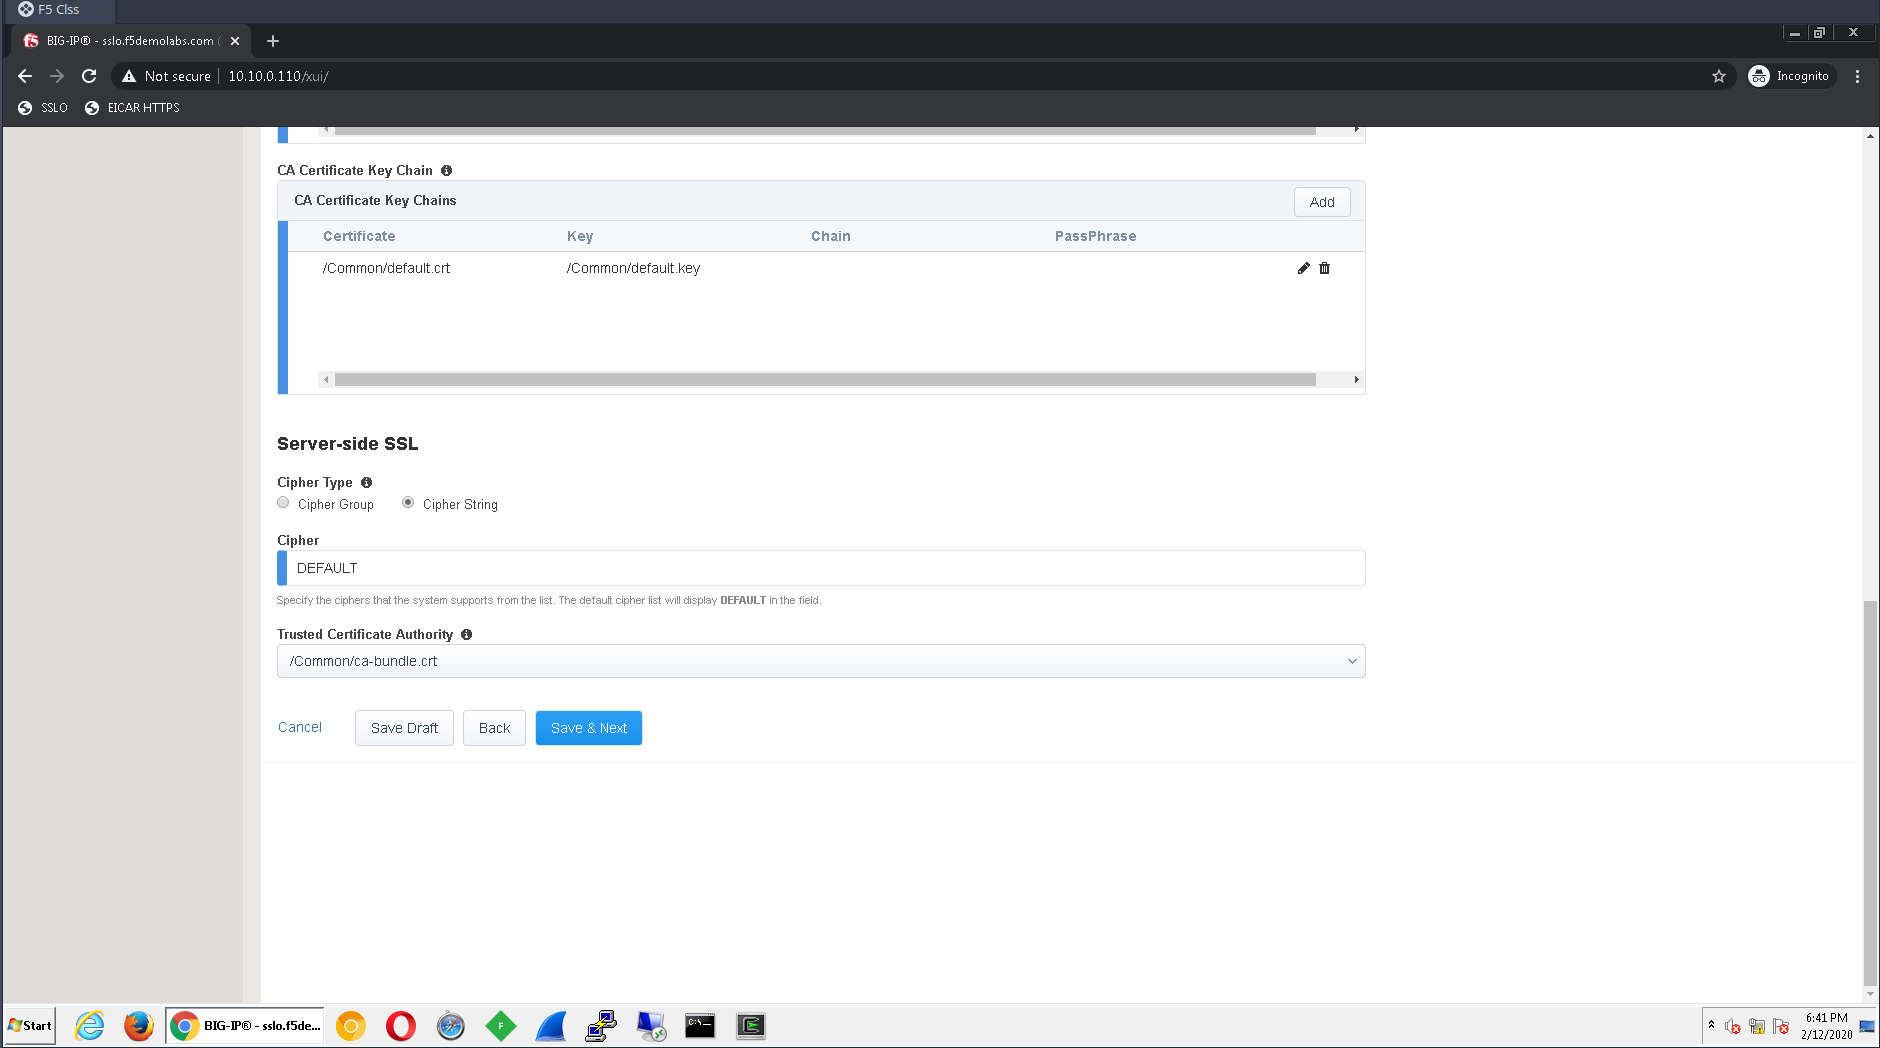 F5 Clss
BIG-IP® - sslo.f5demolabs.com (
Not secure
10.10.0.110/xui/
Incognito
SSLO
EICAR HTTPS
CA Certificate Key Chain
CA Certificate Key Chains
Add
Certificate
Key
Chain
PassPhrase
/Common/default.crt
/Common/default.key
Server-side SSL
Cipher Type
Cipher Group
Cipher String
Cipher
DEFAULT
Specify the ciphers that the system supports from the list. The default cipher list will display DEFAULT in the field.
Trusted Certificate Authority
/Common/ca-bundle.crt
Cancel
Save Draft
Back
Save & Next
Start
BIG-IP® - sslo.f5de...
F
C:\
6:41 PM
2/12/2020